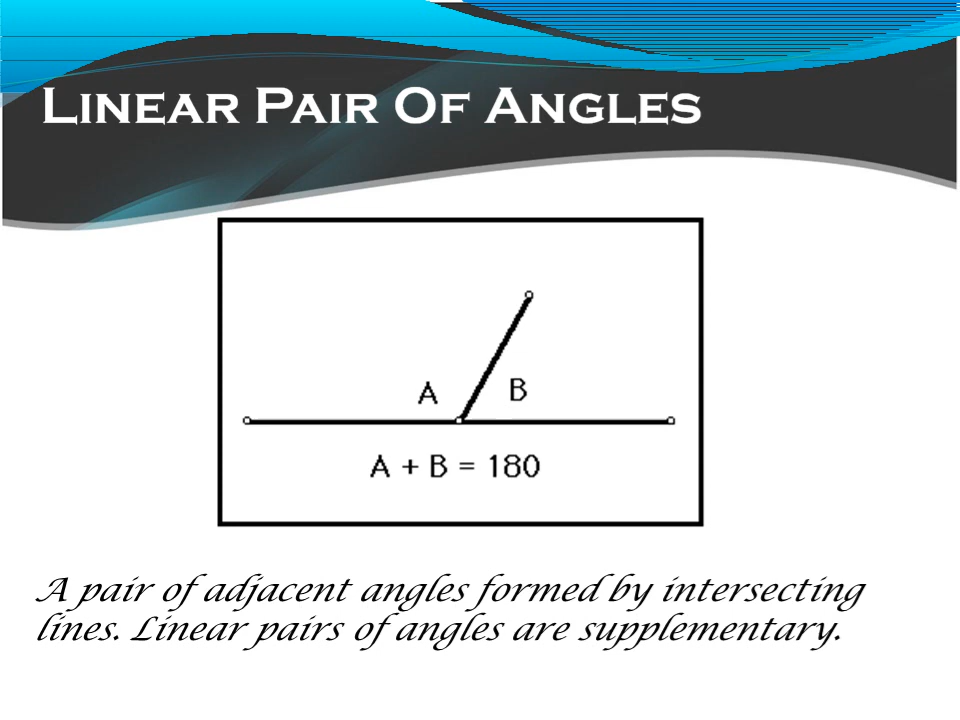 Linear Pair Of Angles
A B
A + B = 180
A pair of adjacent angles formed by intersecting
lines. Linear pairs of angles are supplementary.